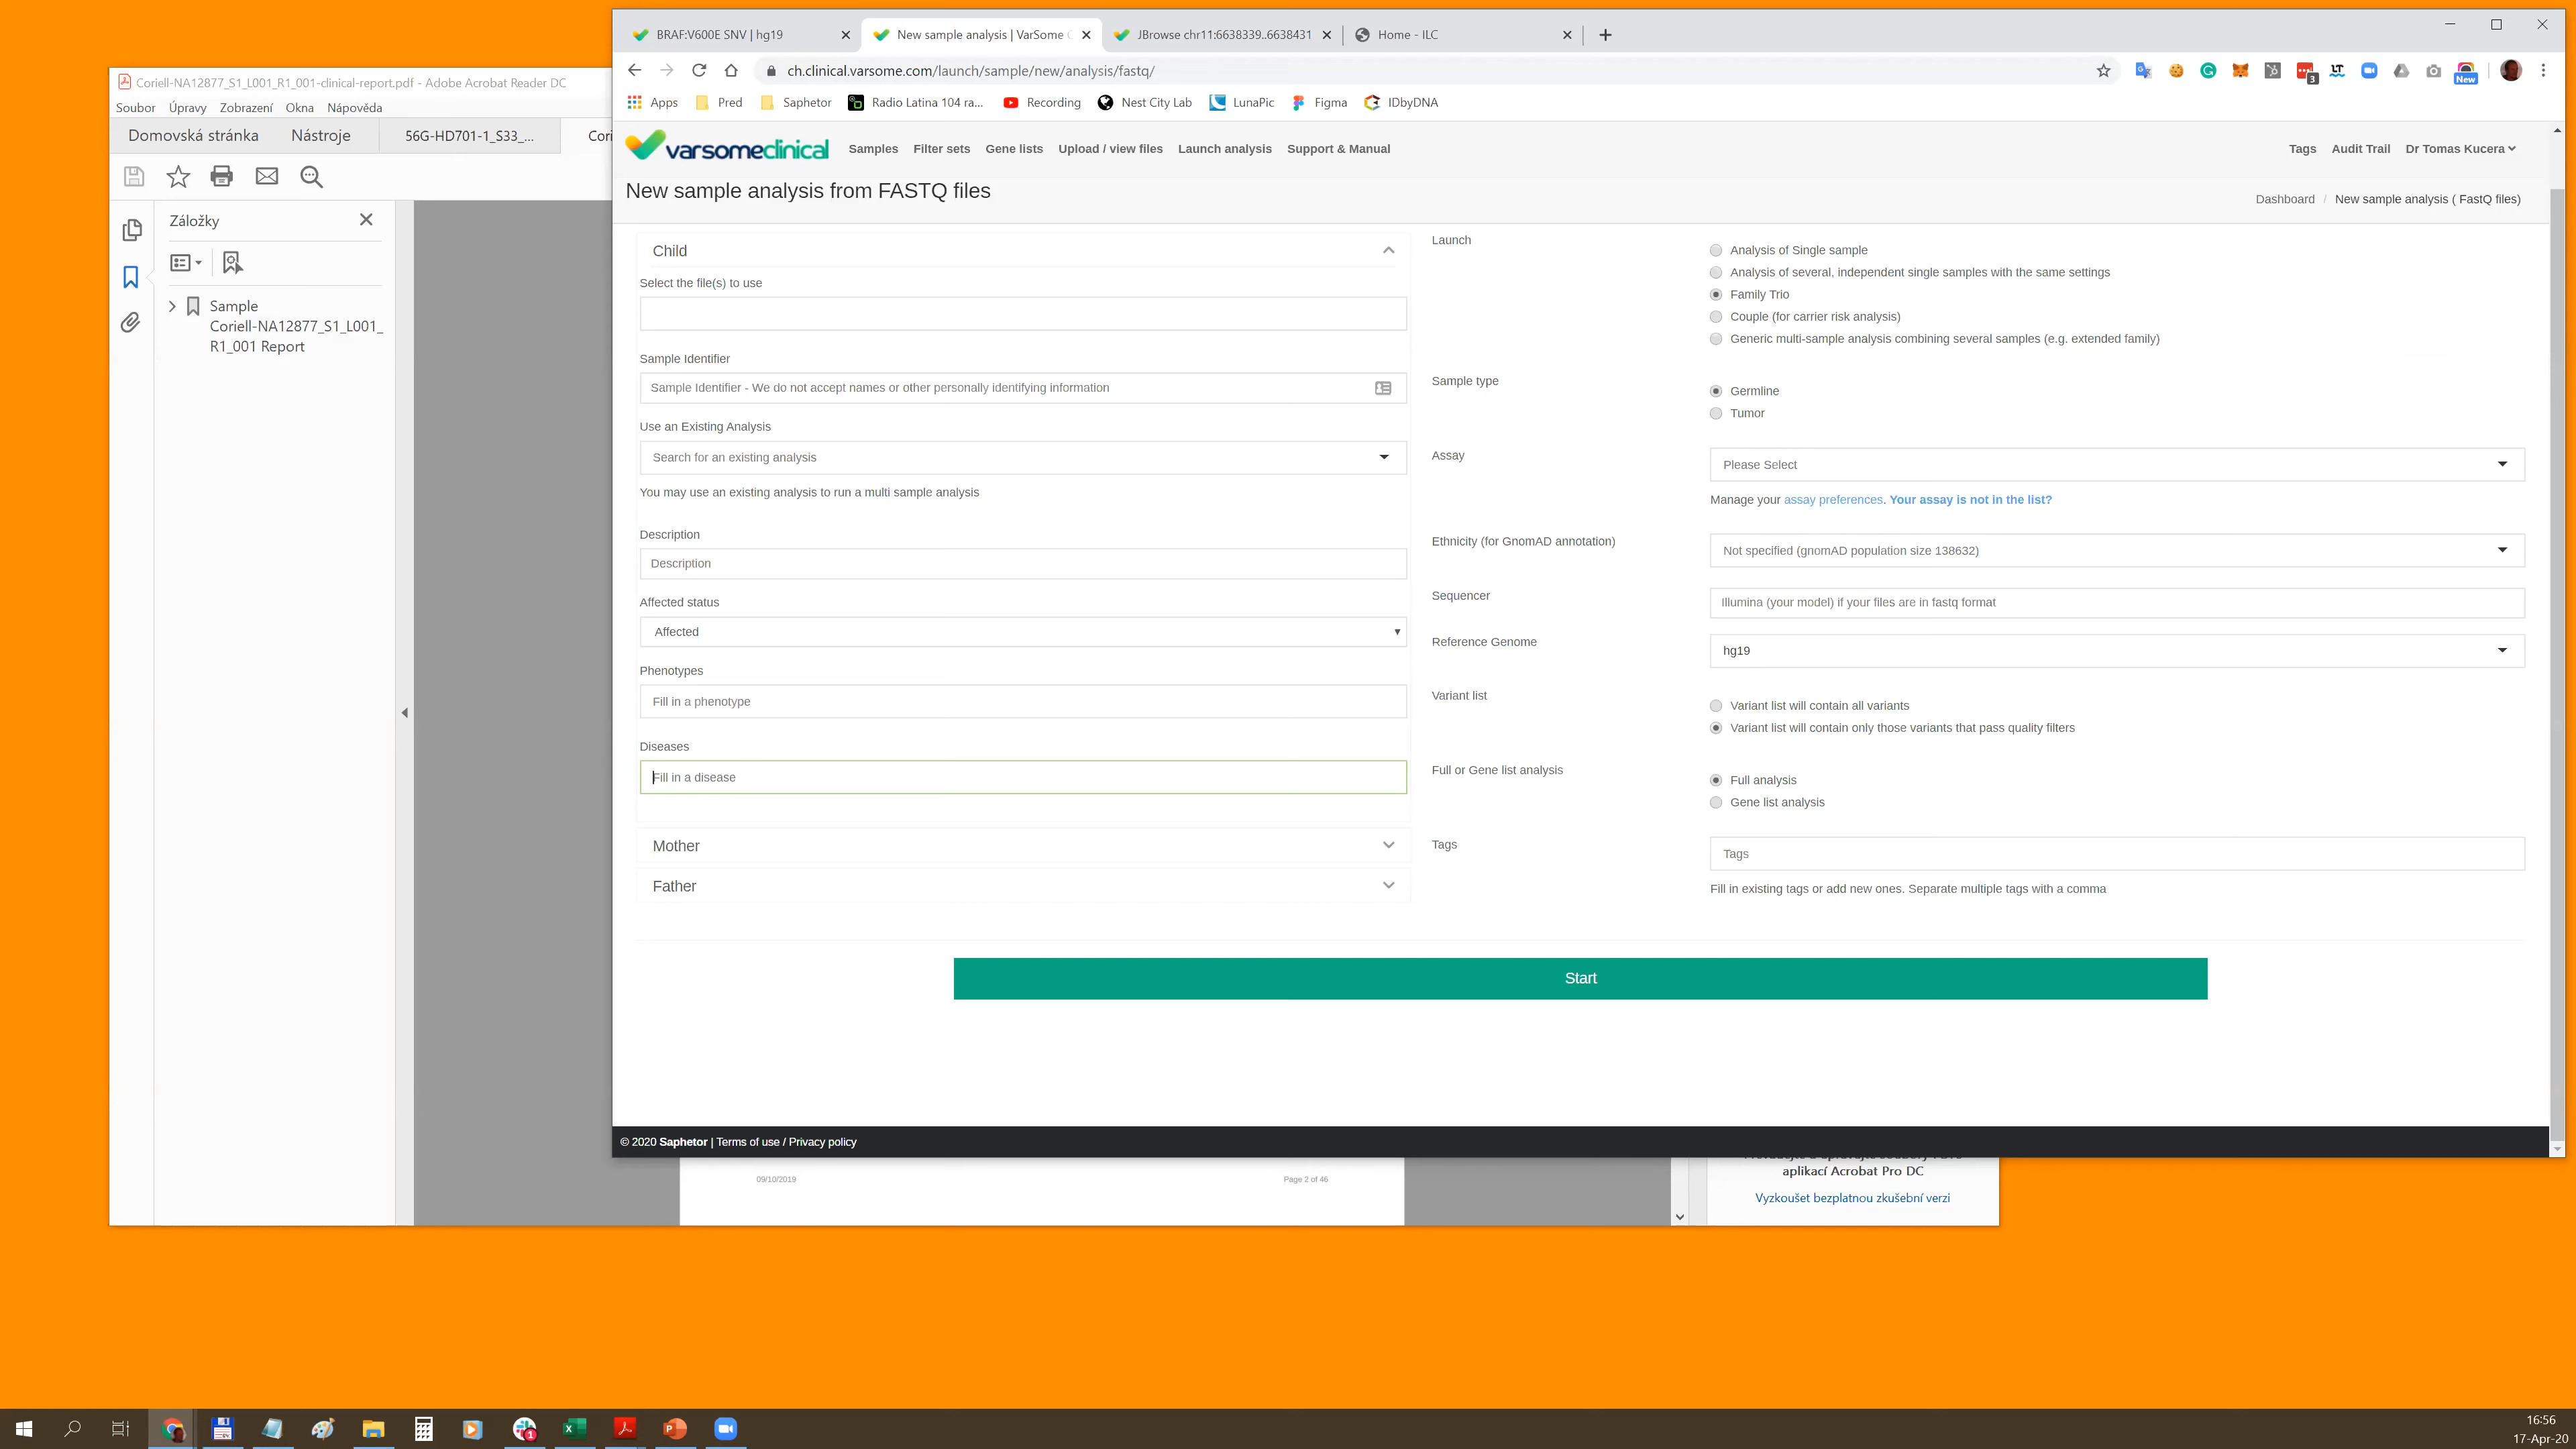 BRAF:V600E SNV | hg19
New sample analysis | VarSome C
JBrowse chr11:6638339..6638431
Home - ILC
ch.clinical.varsome.com/launch/sample/new/analysis/fastq/
3
New
Apps
Pred
Saphetor
Radio Latina 104 ra...
Recording
Nest City Lab
LunaPic
Figma
IDbyDNA
Coriell-NA12877_S1_L001_R1_001-clinical-report.pdf - Adobe Acrobat Reader DC
Soubor Úpravy Zobrazení Okna Nápověda
Domovská stránka Nástroje 56G-HD701-1_S33_... Cori
Záložky
Sample
Coriell-NA12877_S1_L001_
R1_001 Report
varsomeclinical
Samples Filter sets Gene lists Upload / view files Launch analysis Support & Manual
Tags Audit Trail Dr Tomas Kucera
New sample analysis from FASTQ files
Dashboard / New sample analysis ( FastQ files)
Child
Select the file(s) to use
Sample Identifier
Sample Identifier - We do not accept names or other personally identifying information
Use an Existing Analysis
Search for an existing analysis
You may use an existing analysis to run a multi sample analysis
Description
Description
Affected status
Affected
Phenotypes
Fill in a phenotype
Diseases
Fill in a disease
Mother
Father
Launch
Analysis of Single sample
Analysis of several, independent single samples with the same settings
Family Trio
Couple (for carrier risk analysis)
Generic multi-sample analysis combining several samples (e.g. extended family)
Sample type
Germline
Tumor
Assay
Please Select
Manage your assay preferences. Your assay is not in the list?
Ethnicity (for GnomAD annotation)
Not specified (gnomAD population size 138632)
Sequencer
Illumina (your model) if your files are in fastq format
Reference Genome
hg19
Variant list
Variant list will contain all variants
Variant list will contain only those variants that pass quality filters
Full or Gene list analysis
Full analysis
Gene list analysis
Tags
Tags
Fill in existing tags or add new ones. Separate multiple tags with a comma
Start
© 2020 Saphetor | Terms of use / Privacy policy
09/10/2019
Page 2 of 46
aplikací Acrobat Pro DC
Vyzkoušet bezplatnou zkušební verzi
16:56
17-Apr-20